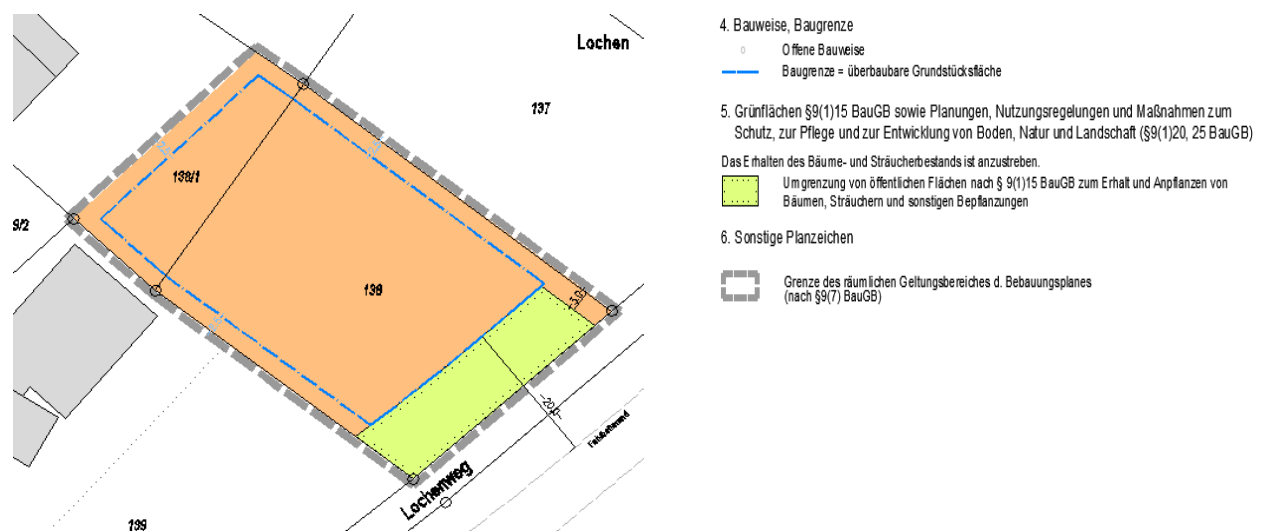 Lochen
137
138/1
9/2
138
3.0
20.0
Fahrbahnrand
Lochenweg
139
4. Bauweise, Baugrenze
o Offene Bauweise
Baugrenze = überbaubare Grundstücksfläche
5. Grünflächen §9(1)15 BauGB sowie Planungen, Nutzungsregelungen und Maßnahmen zum
Schutz, zur Pflege und zur Entwicklung von Boden, Natur und Landschaft (§9(1)20, 25 BauGB)
Das Erhalten des Bäume- und Sträucherbestands ist anzustreben.
Umgrenzung von öffentlichen Flächen nach § 9(1)15 BauGB zum Erhalt und Anpflanzen von
Bäumen, Sträuchern und sonstigen Bepflanzungen
6. Sonstige Planzeichen
Grenze des räumlichen Geltungsbereiches d. Bebauungsplanes
(nach §9(7) BauGB)